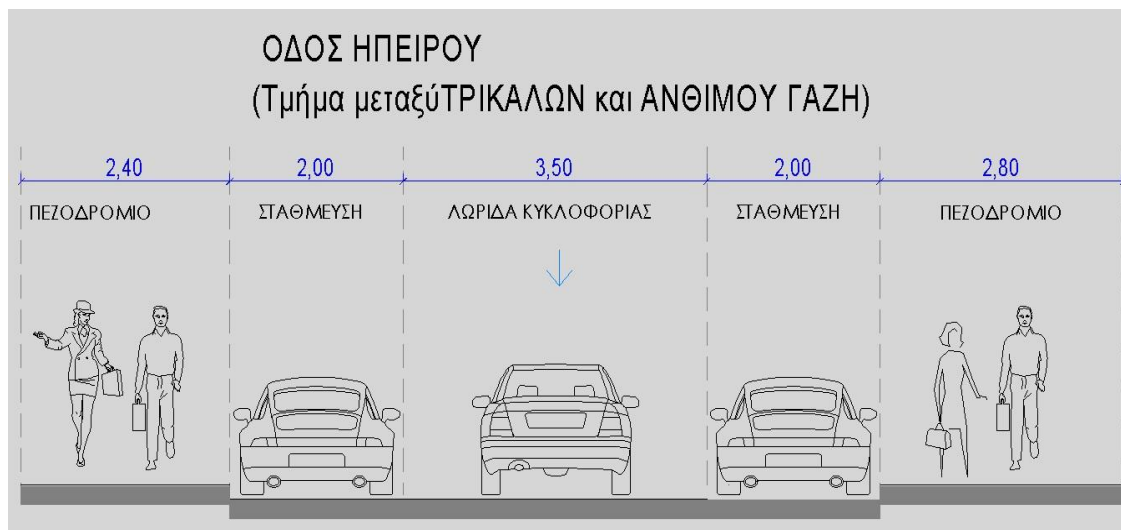 ΟΔΟΣ ΗΠΕΙΡΟΥ
(Τμήμα μεταξύΤΡΙΚΑΛΩΝ και ΑΝΘΙΜΟΥ ΓΑΖΗ)
2,40 2,00 3,50 2,00 2,80
ΠΕΖΟΔΡΟΜΙΟ ΣΤΑΘΜΕΥΣΗ ΛΩΡΙΔΑ ΚΥΚΛΟΦΟΡΙΑΣ ΣΤΑΘΜΕΥΣΗ ΠΕΖΟΔΡΟΜΙΟ